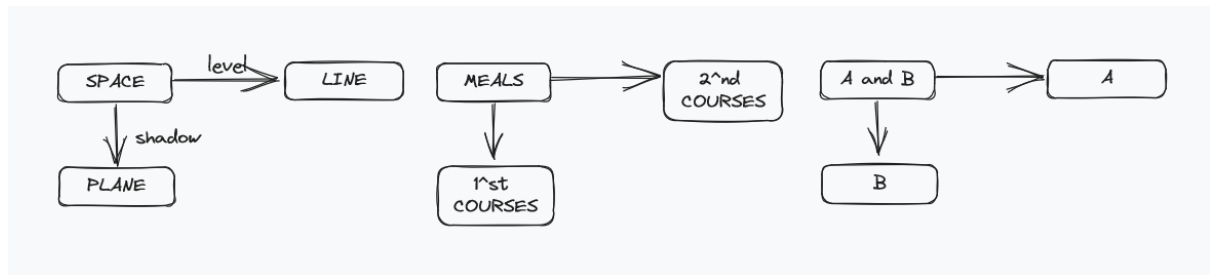 level
SPACE
LINE
shadow
PLANE
MEALS
2^nd
COURSES
1^st
COURSES
A and B
A
B